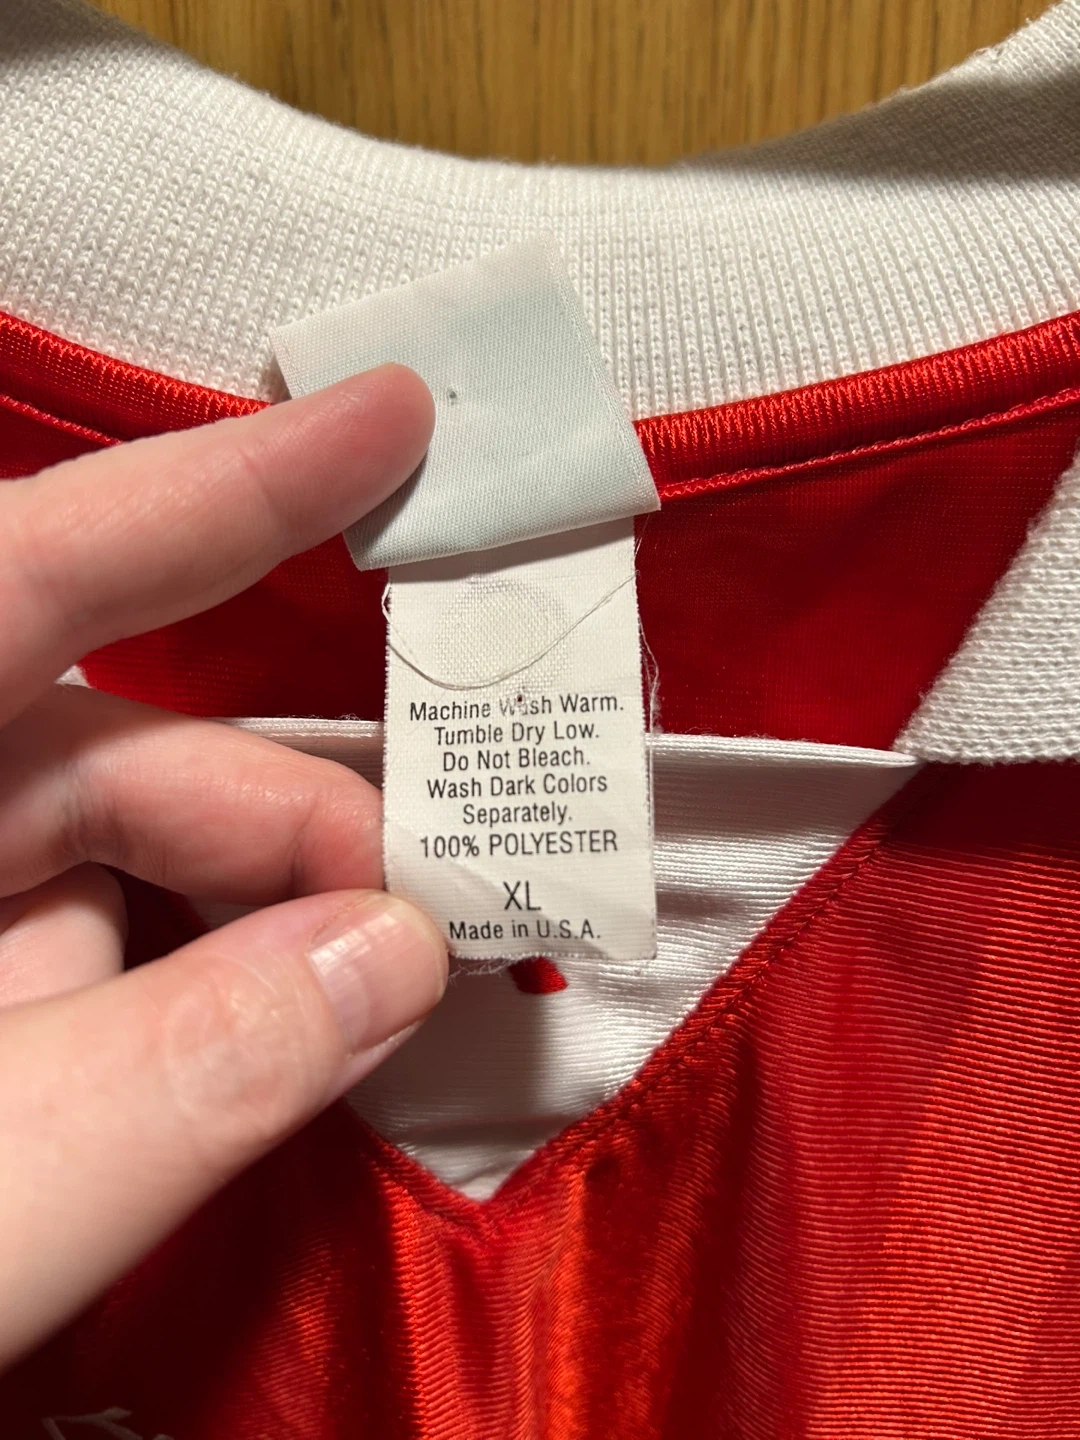 Machine Wash Warm.
Tumble Dry Low.
Do Not Bleach.
Wash Dark Colors
Separately.
100% POLYESTER
XL
Made in U.S.A.